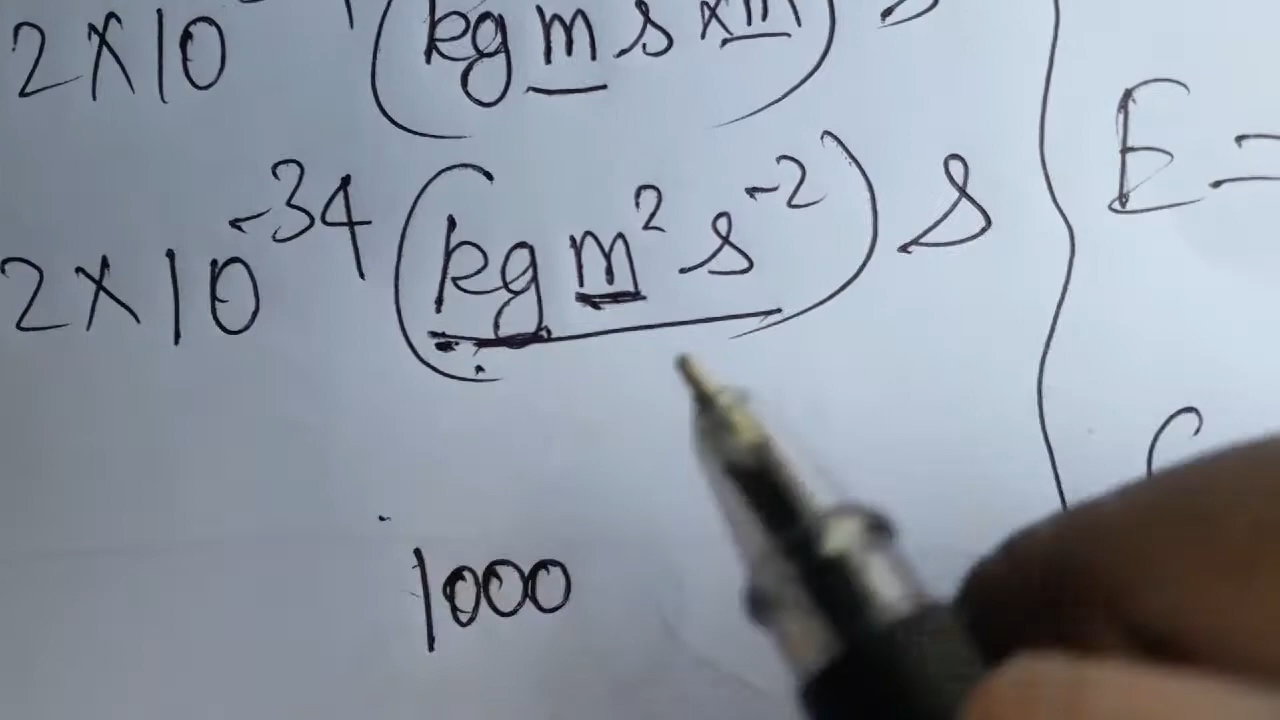 2×10 (kg m s × m) s
2×10⁻³⁴ (kg m² s⁻²) s
E =
1000